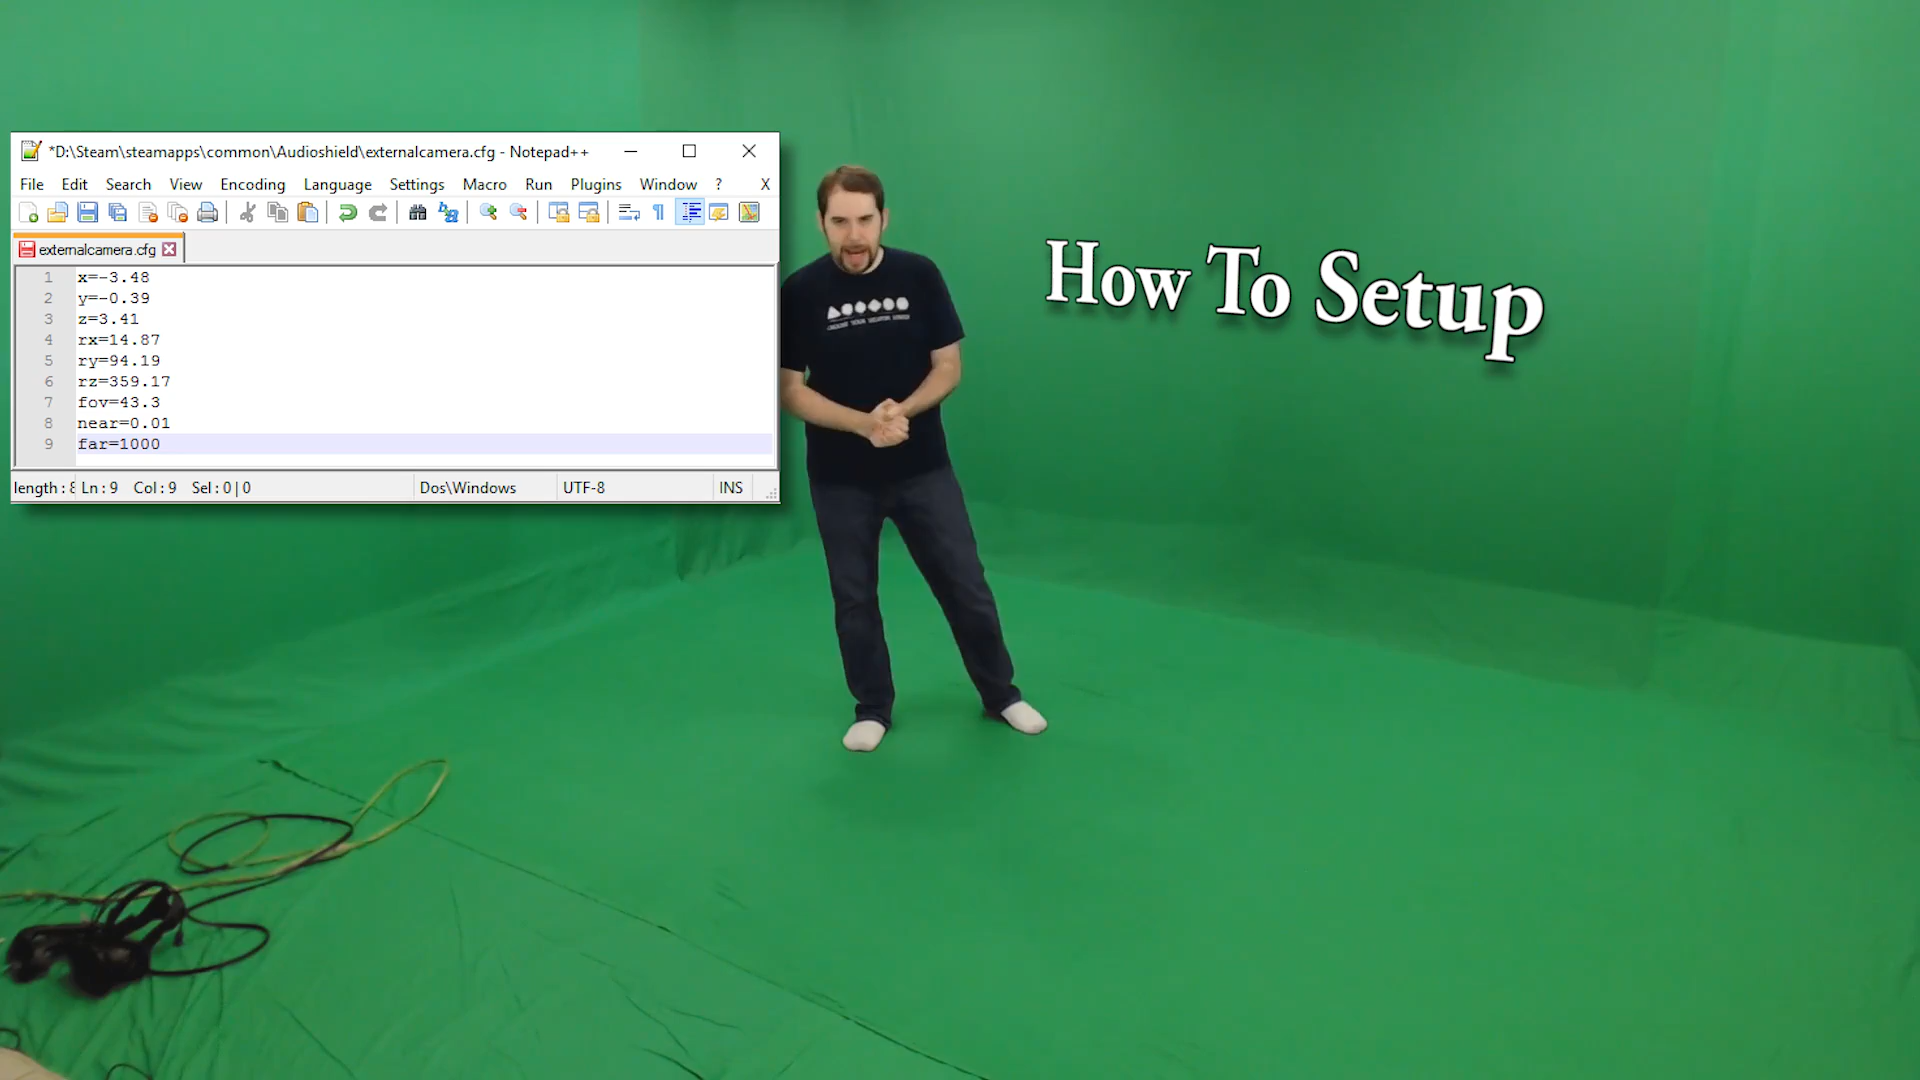 *D:\Steam\steamapps\common\Audioshield\externalcamera.cfg - Notepad++
File Edit Search View Encoding Language Settings Macro Run Plugins Window ? X
externalcamera.cfg
1 x=-3.48
2 y=-0.39
3 z=3.41
4 rx=14.87
5 ry=94.19
6 rz=359.17
7 fov=43.3
8 near=0.01
9 far=1000
length : 8 Ln : 9 Col : 9 Sel : 0 | 0 Dos\Windows UTF-8 INS
How To Setup